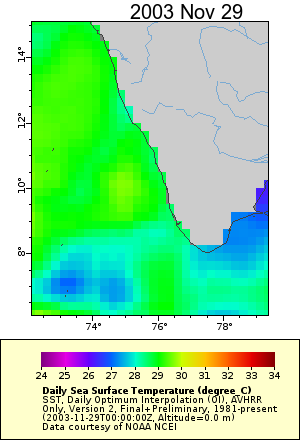 2003 Nov 29
14°
12°
10°
8°
74° 76° 78°
24 25 26 27 28 29 30 31 32 33 34
Daily Sea Surface Temperature (degree_C)
SST, Daily Optimum Interpolation (OI), AVHRR
Only, Version 2, Final+Preliminary, 1981-present
(2003-11-29T00:00:00Z, Altitude=0.0 m)
Data courtesy of NOAA NCEI